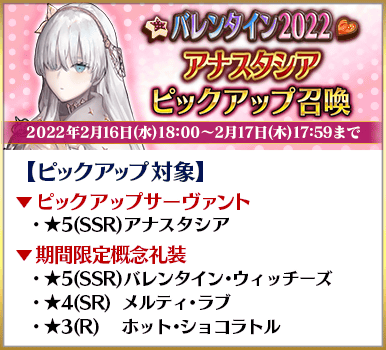 バレンタイン2022
アナスタシア
ピックアップ召喚
2022年2月16日(水)18:00～2月17日(木)17:59まで
【ピックアップ対象】
▼ピックアップサーヴァント
・★5(SSR)アナスタシア
▼期間限定概念礼装
・★5(SSR)バレンタイン・ウィッチーズ
・★4(SR) メルティ・ラブ
・★3(R) ホット・ショコラトル